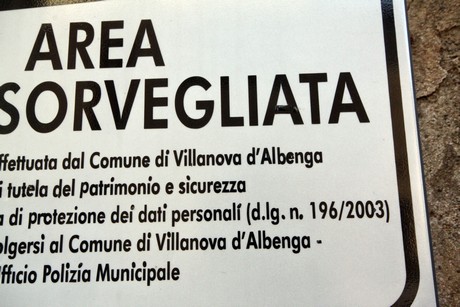 AREA
SORVEGLIATA
ffettuata dal Comune di Villanova d'Albenga
i tutela del patrimonio e sicurezza
a di protezione dei dati personali (d.lg. n. 196/2003)
olgersi al Comune di Villanova d'Albenga -
fficio Polizia Municipale